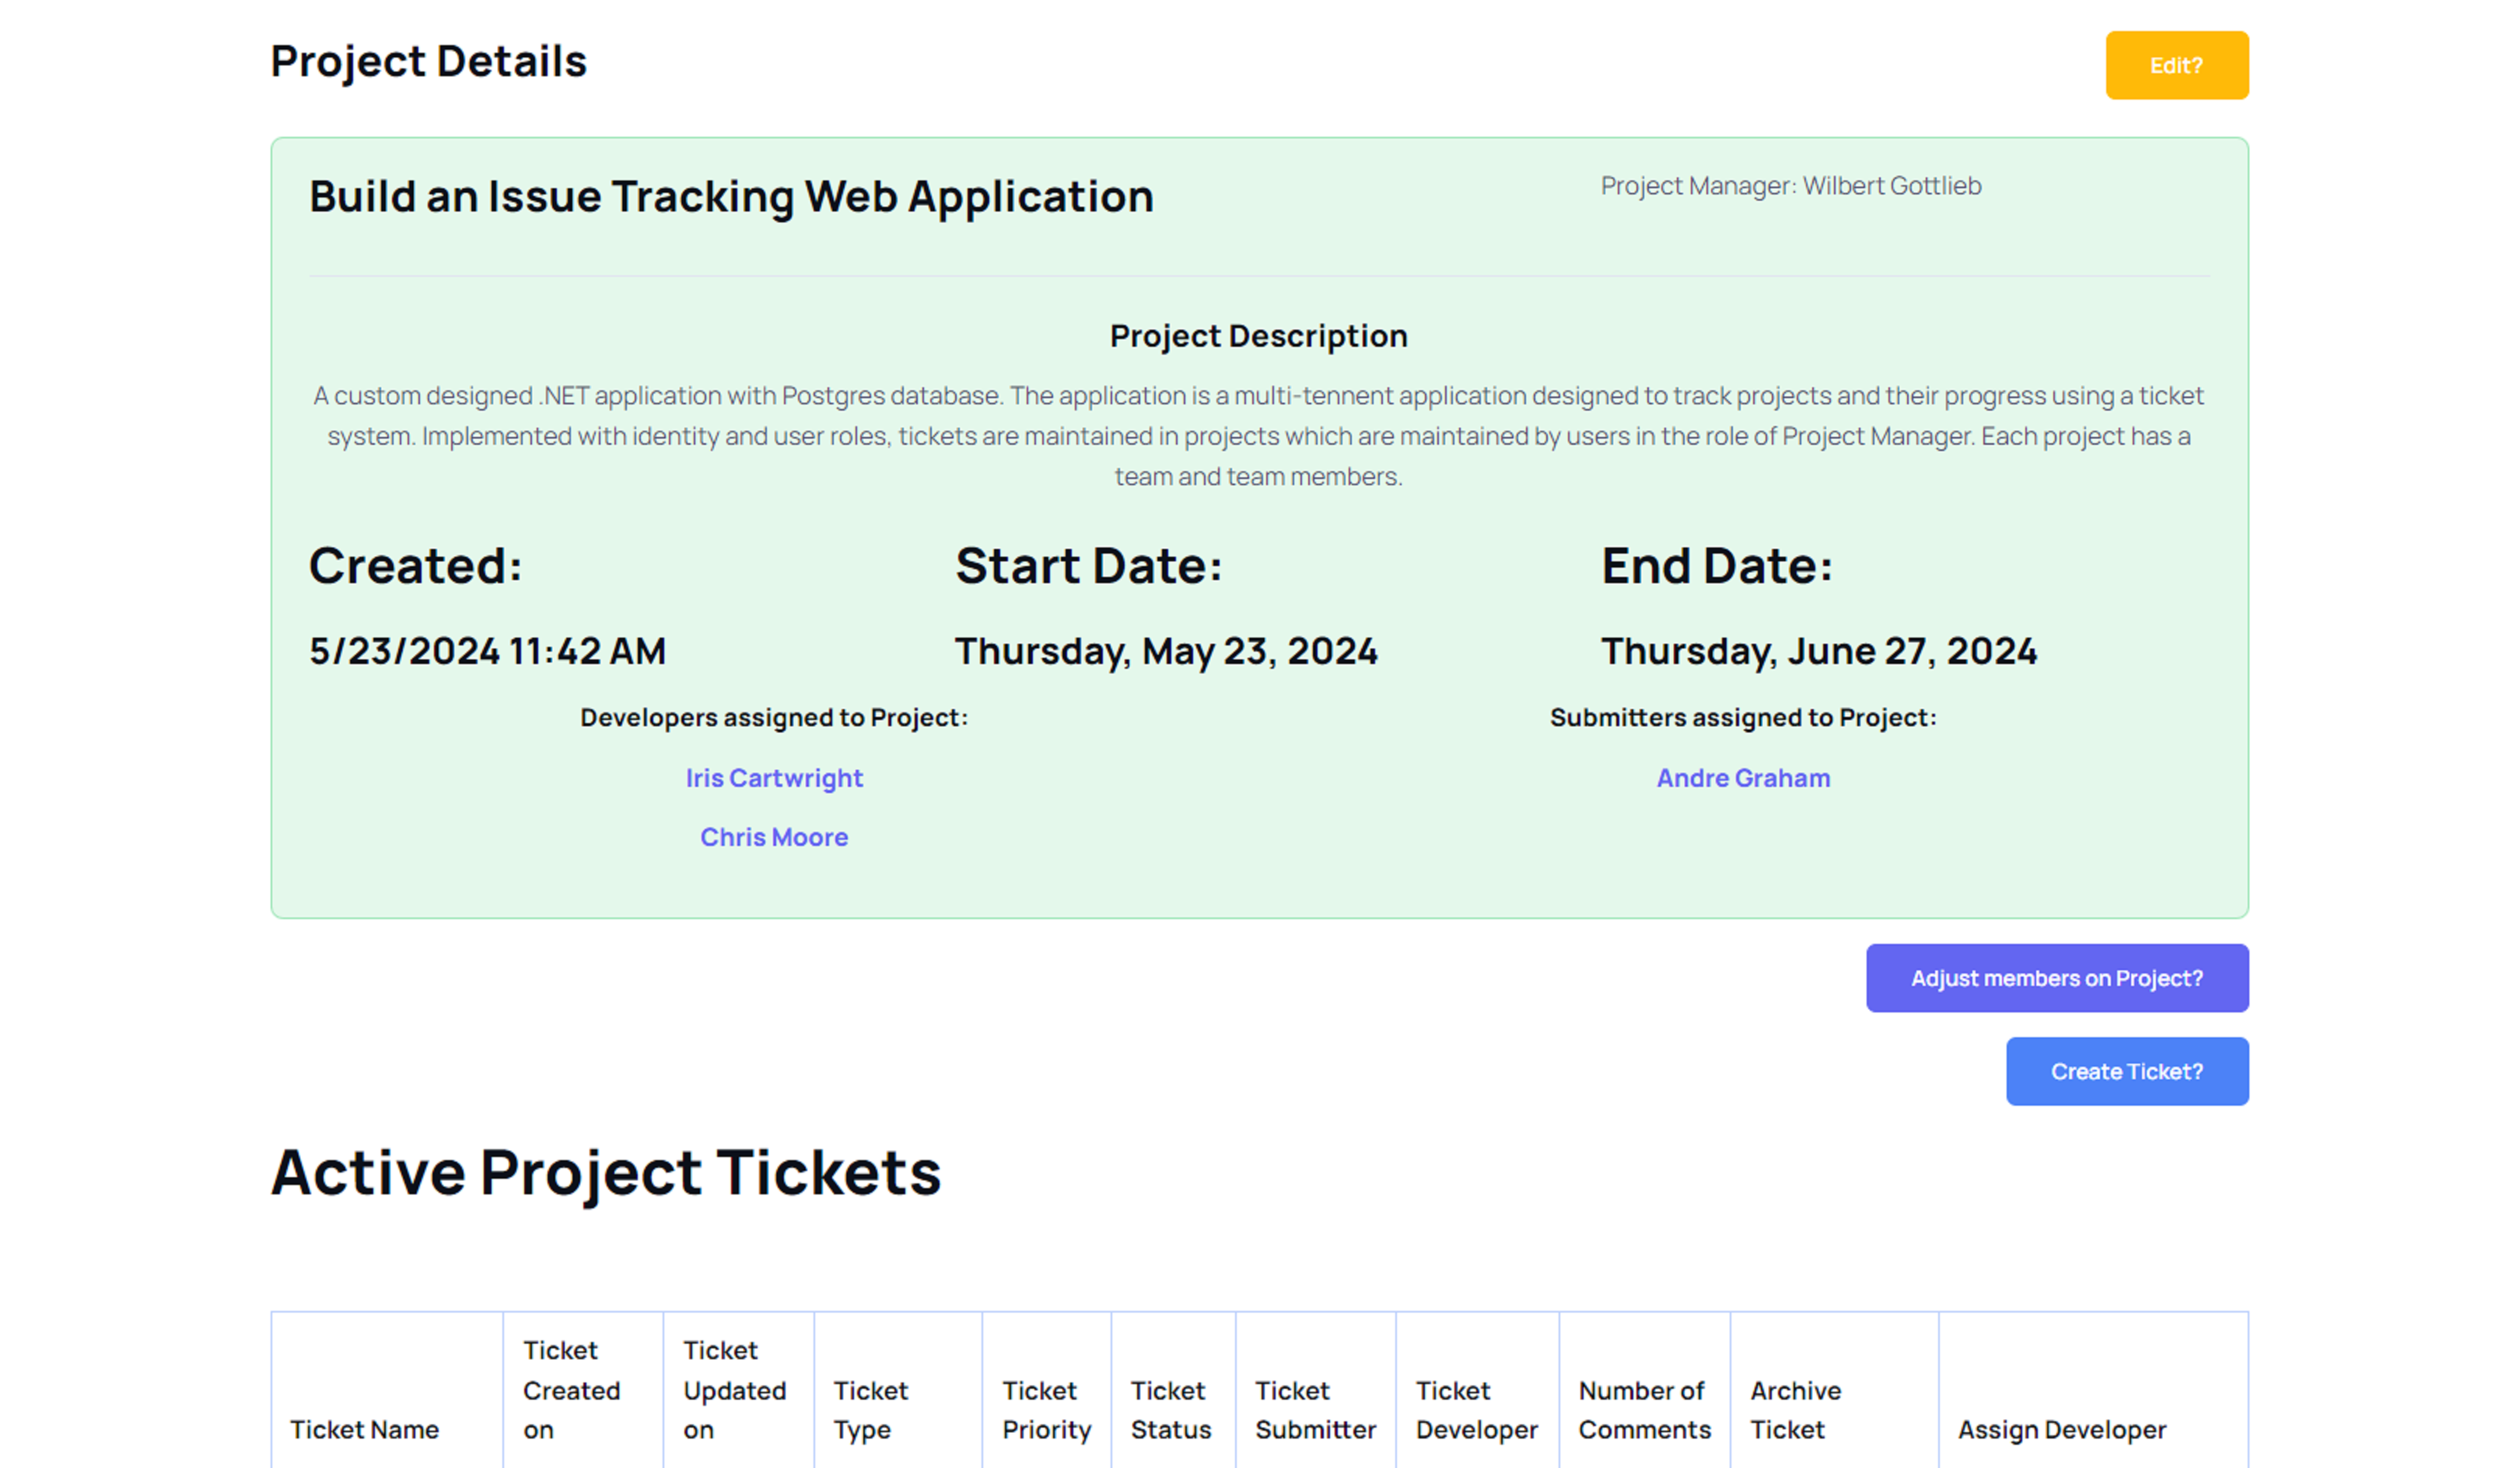 Project Details
Edit?
Build an Issue Tracking Web Application
Project Manager: Wilbert Gottlieb
Project Description
A custom designed .NET application with Postgres database. The application is a multi-tennent application designed to track projects and their progress using a ticket
system. Implemented with identity and user roles, tickets are maintained in projects which are maintained by users in the role of Project Manager. Each project has a
team and team members.
Created:
Start Date:
End Date:
5/23/2024 11:42 AM
Thursday, May 23, 2024
Thursday, June 27, 2024
Developers assigned to Project:
Submitters assigned to Project:
Iris Cartwright
Andre Graham
Chris Moore
Adjust members on Project?
Create Ticket?
Active Project Tickets
Ticket Name
Ticket
Created
on
Ticket
Updated
on
Ticket
Type
Ticket
Priority
Ticket
Status
Ticket
Submitter
Ticket
Developer
Number of
Comments
Archive
Ticket
Assign Developer